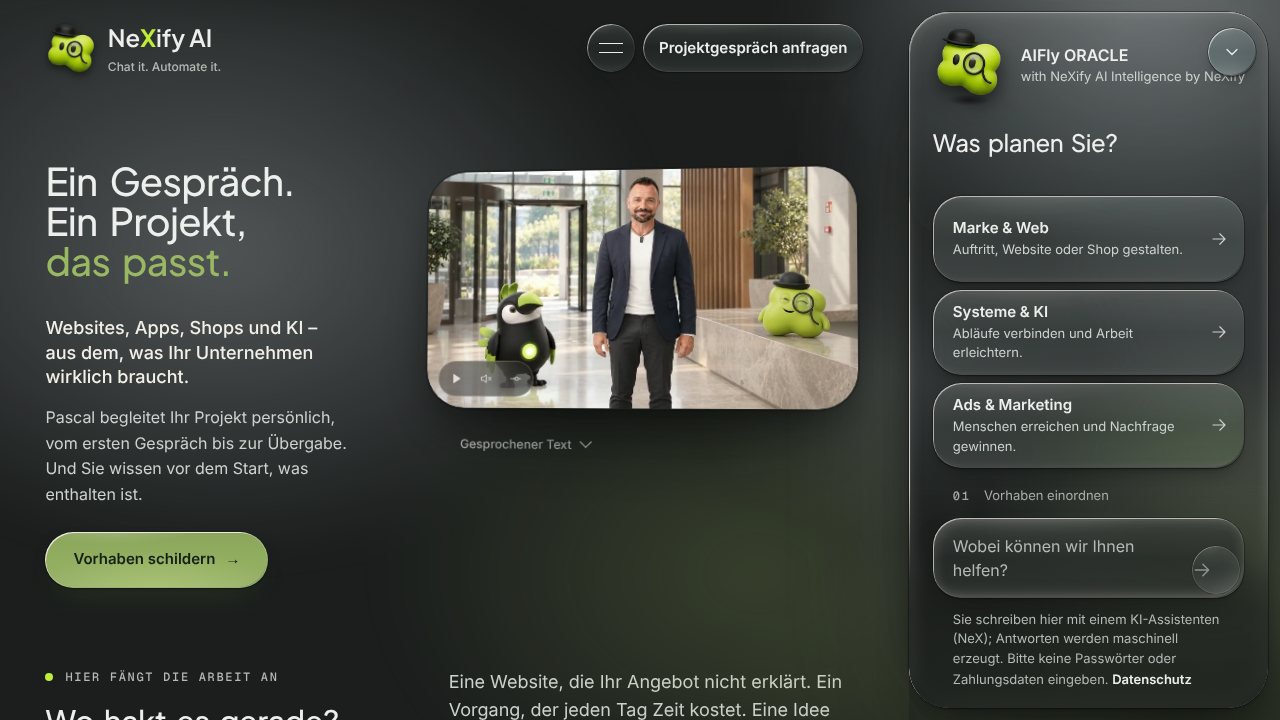 NeXify AI
Chat it. Automate it.
Projektgespräch anfragen
Ein Gespräch.
Ein Projekt,
das passt.
Websites, Apps, Shops und KI –
aus dem, was Ihr Unternehmen
wirklich braucht.
Pascal begleitet Ihr Projekt persönlich,
vom ersten Gespräch bis zur Übergabe.
Und Sie wissen vor dem Start, was
enthalten ist.
Vorhaben schildern →
Gesprochener Text
HIER FÄNGT DIE ARBEIT AN
Wo hakt es gerade?
Eine Website, die Ihr Angebot nicht erklärt. Ein
Vorgang, der jeden Tag Zeit kostet. Eine Idee
AIFly ORACLE
with NeXify AI Intelligence by NeXify
Was planen Sie?
Marke & Web
Auftritt, Website oder Shop gestalten.
Systeme & KI
Abläufe verbinden und Arbeit
erleichtern.
Ads & Marketing
Menschen erreichen und Nachfrage
gewinnen.
01 Vorhaben einordnen
Wobei können wir Ihnen
helfen?
Sie schreiben hier mit einem KI-Assistenten
(NeX); Antworten werden maschinell
erzeugt. Bitte keine Passwörter oder
Zahlungsdaten eingeben. Datenschutz